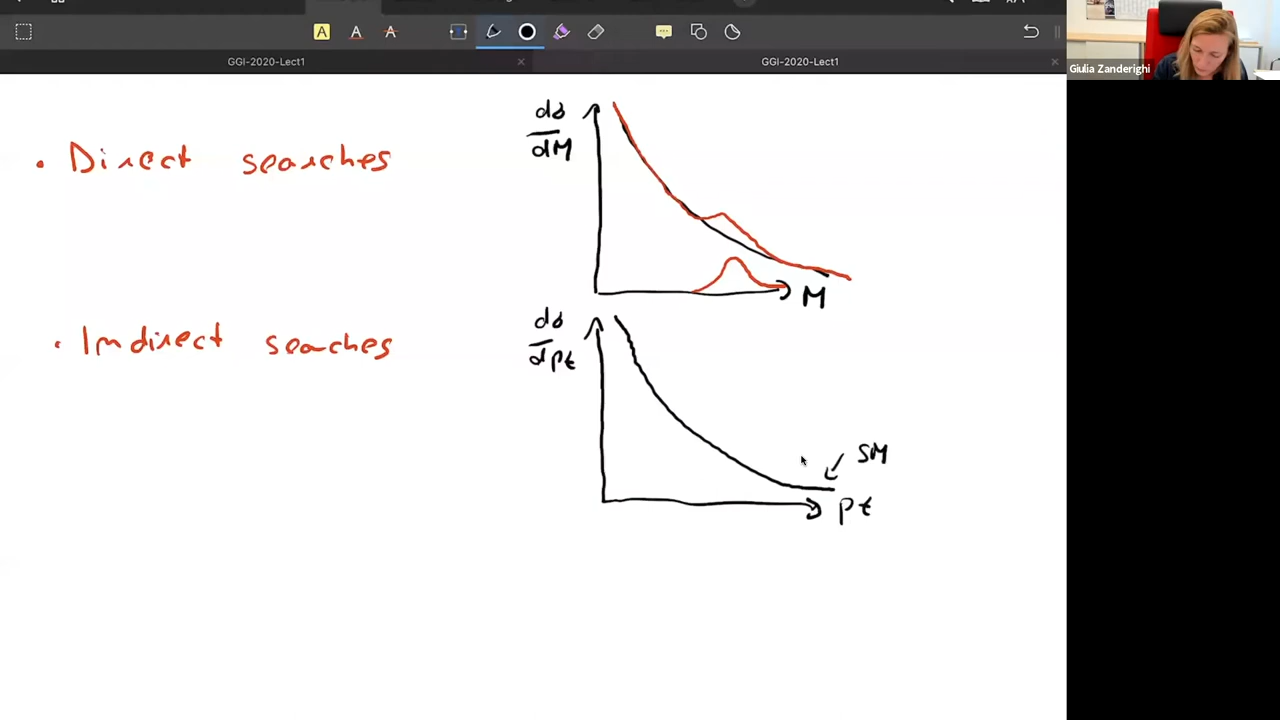 GGI-2020-Lect1
GGI-2020-Lect1
Giulia Zanderighi
dσ
dM
• Direct searches
M
dσ
dpt
• Indirect searches
SM
pt